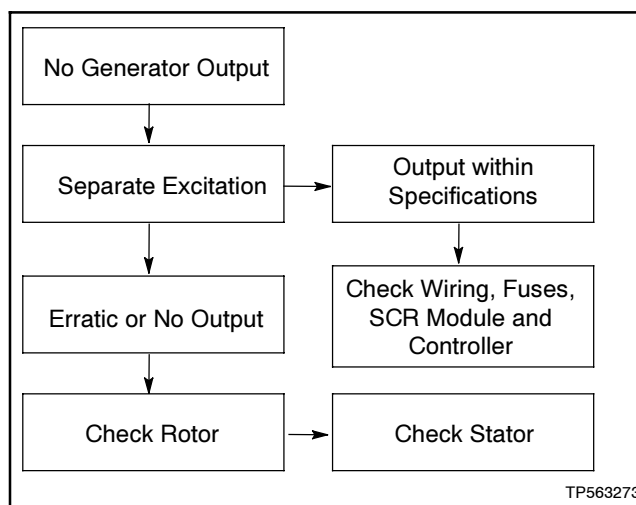 No Generator Output
Separate Excitation
Output within
Specifications
Erratic or No Output
Check Wiring, Fuses,
SCR Module and
Controller
Check Rotor
Check Stator
TP563273